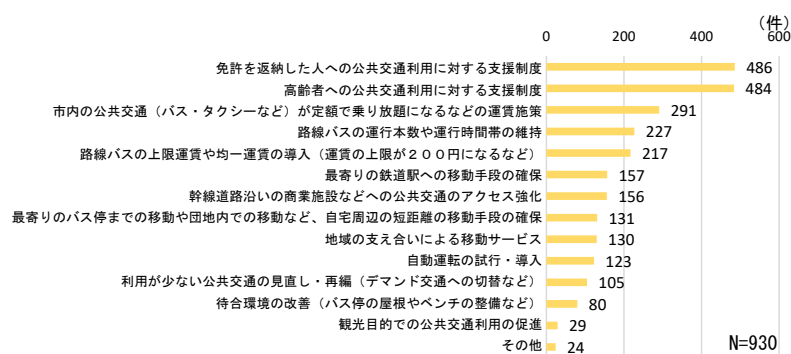 （件）
0 200 400 600
免許を返納した人への公共交通利用に対する支援制度 486
高齢者への公共交通利用に対する支援制度 484
市内の公共交通（バス・タクシーなど）が定額で乗り放題になるなどの運賃施策 291
路線バスの運行本数や運行時間帯の維持 227
路線バスの上限運賃や均一運賃の導入（運賃の上限が２００円になるなど） 217
最寄りの鉄道駅への移動手段の確保 157
幹線道路沿いの商業施設などへの公共交通のアクセス強化 156
最寄りのバス停までの移動や団地内での移動など、自宅周辺の短距離の移動手段の確保 131
地域の支え合いによる移動サービス 130
自動運転の試行・導入 123
利用が少ない公共交通の見直し・再編（デマンド交通への切替など） 105
待合環境の改善（バス停の屋根やベンチの整備など） 80
観光目的での公共交通利用の促進 29
その他 24
N=930